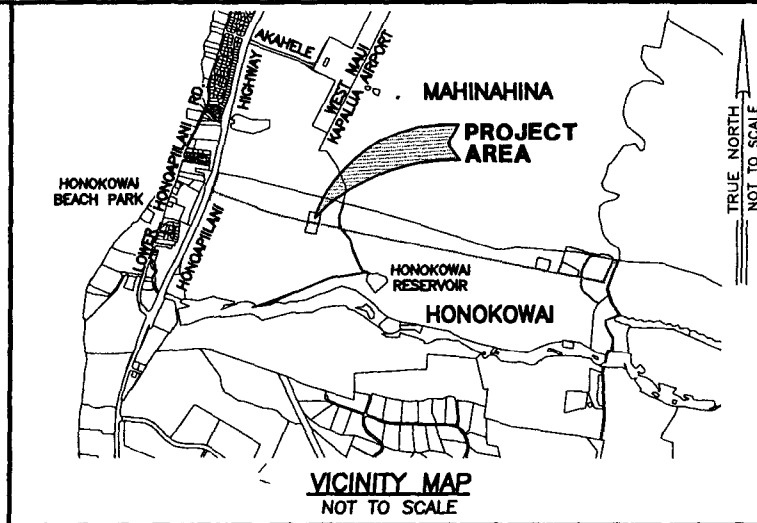 AKAHELE
WEST MAUI
KAPALUA AIRPORT
HIGHWAY
MAHINAHINA
PROJECT
AREA
HONOKOWAI
BEACH PARK
LOWER HONOAPIILANI RD.
HONOAPIILANI
HONOKOWAI
RESERVOIR
HONOKOWAI
TRUE NORTH
NOT TO SCALE
VICINITY MAP
NOT TO SCALE